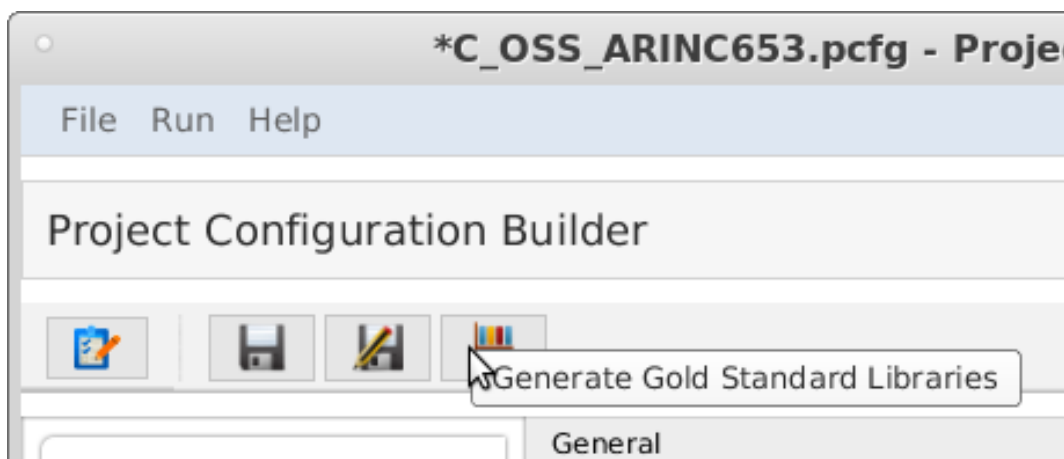 *C_OSS_ARINC653.pcfg - Proje
File Run Help
Project Configuration Builder
Generate Gold Standard Libraries
General